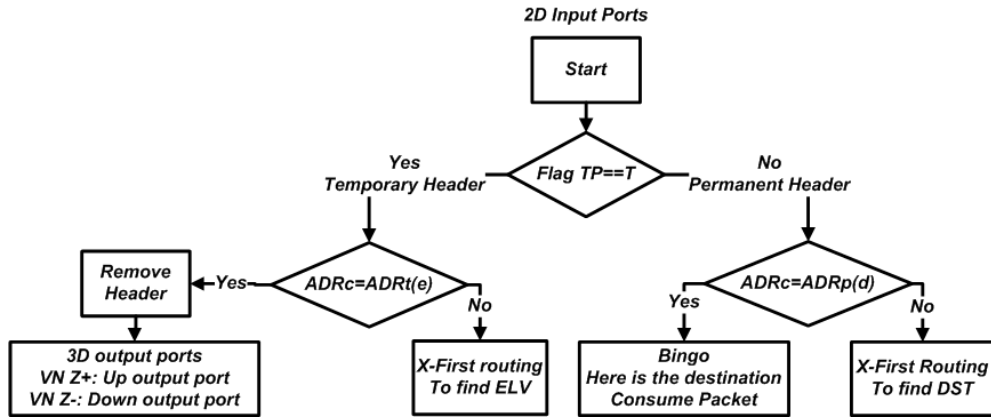 2D Input Ports
Start
Flag TP==T
Yes
Temporary Header
No
Permanent Header
Remove
Header
Yes
ADRc=ADRt(e)
No
ADRc=ADRp(d)
Yes
No
3D output ports
VN Z+: Up output port
VN Z-: Down output port
X-First routing
To find ELV
Bingo
Here is the destination
Consume Packet
X-First Routing
To find DST